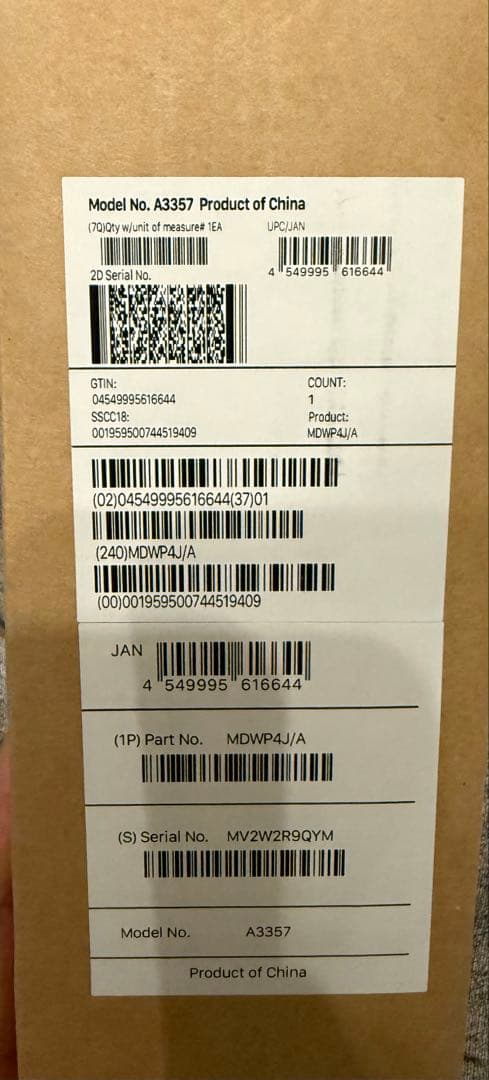 Model No. A3357 Product of China
(7Q)Qty w/unit of measure# 1EA
UPC/JAN
4 549995 616644
2D Serial No.
GTIN:
04549995616644
SSCC18:
001959500744519409
COUNT:
1
Product:
MDWP4J/A
(02)04549995616644(37)01
(240)MDWP4J/A
(00)001959500744519409
JAN
4 549995 616644
(1P) Part No. MDWP4J/A
(S) Serial No. MV2W2R9QYM
Model No. A3357
Product of China